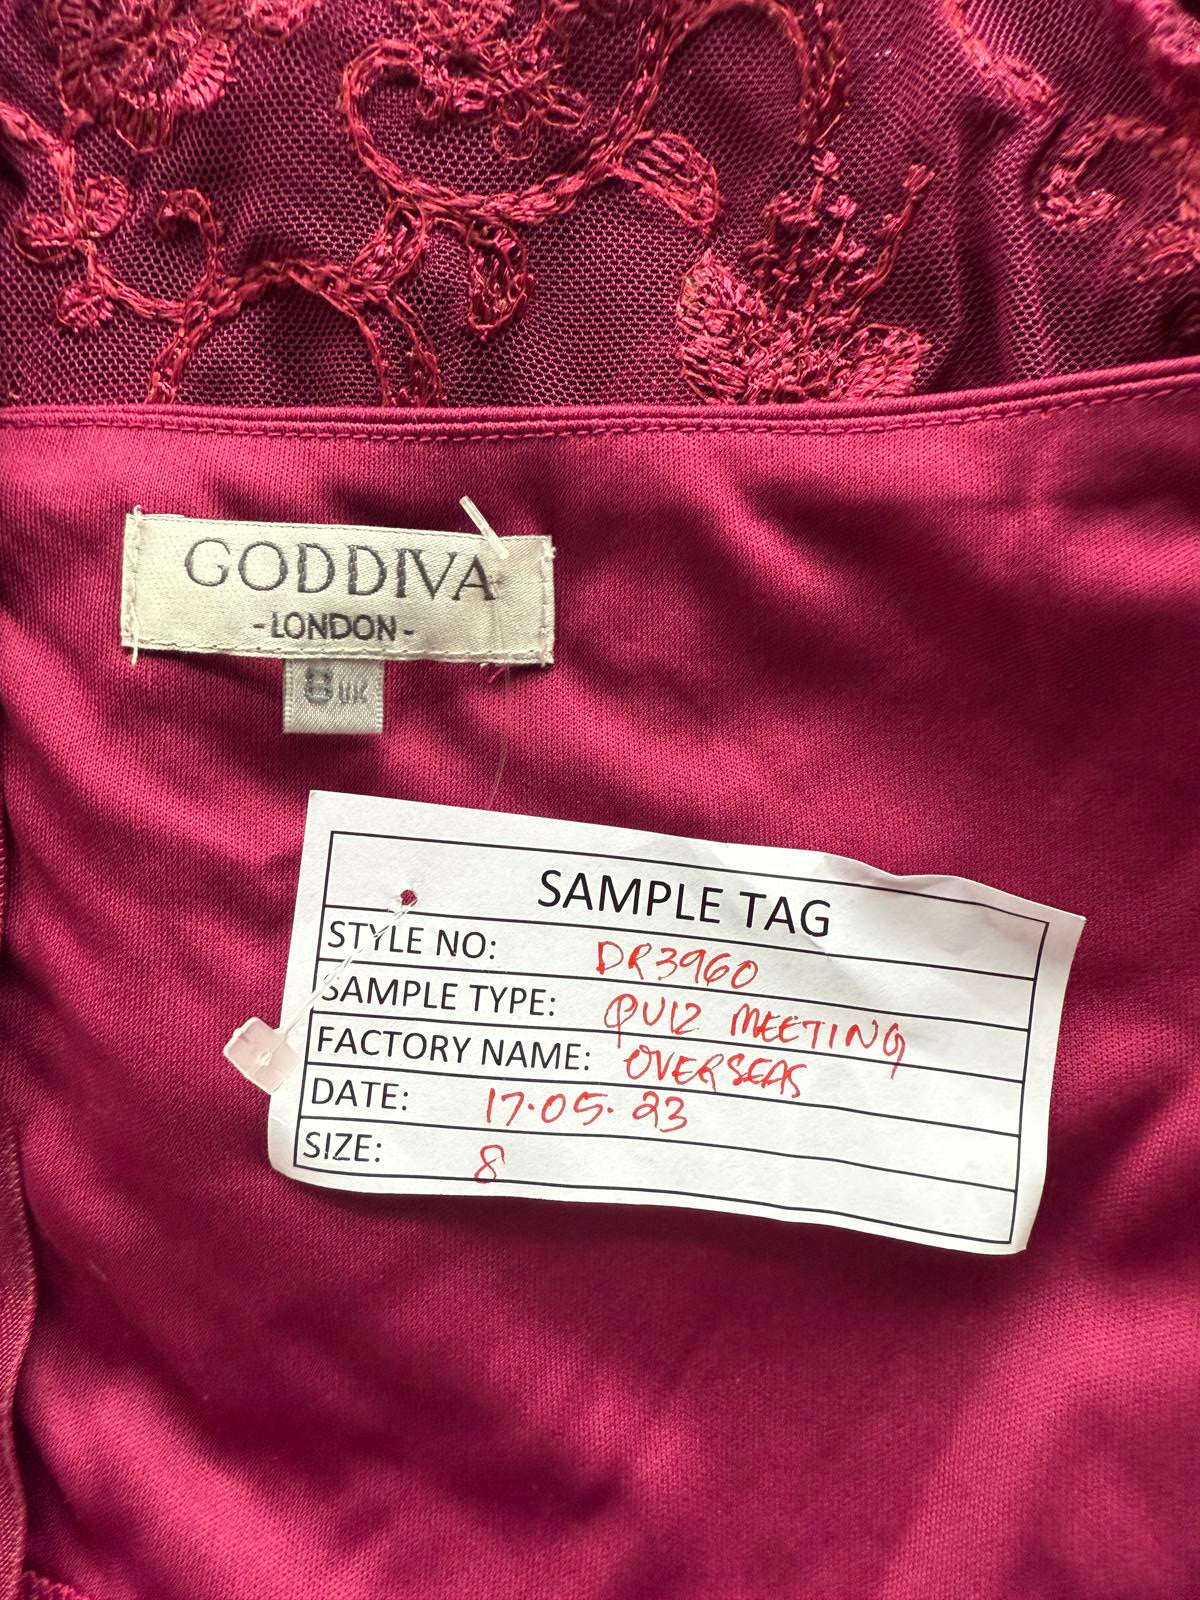 GODDIVA
-LONDON-
8 UK
SAMPLE TAG
STYLE NO: DR3960
SAMPLE TYPE: QUIZ MEETING
FACTORY NAME: OVERSEAS
DATE: 17.05.23
SIZE: 8